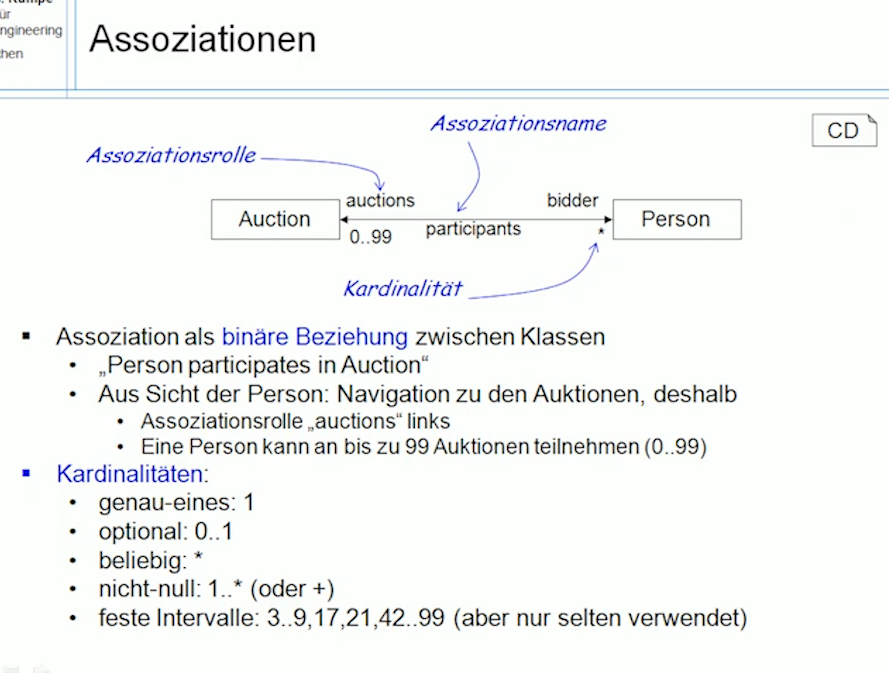 Assoziationen
ür
ngineering
Assoziationsname
CD
Assoziationsrolle
auctions
bidder
Auction
Person
0..99
participants
*
Kardinalität
▪ Assoziation als binäre Beziehung zwischen Klassen
• „Person participates in Auction“
• Aus Sicht der Person: Navigation zu den Auktionen, deshalb
• Assoziationsrolle „auctions“ links
• Eine Person kann an bis zu 99 Auktionen teilnehmen (0..99)
▪ Kardinalitäten:
• genau-eines: 1
• optional: 0..1
• beliebig: *
• nicht-null: 1..* (oder +)
• feste Intervalle: 3..9,17,21,42..99 (aber nur selten verwendet)